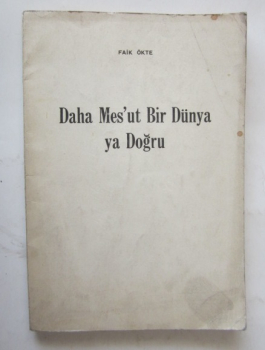 FAİK ÖKTE
Daha Mes'ut Bir Dünya
ya Doğru